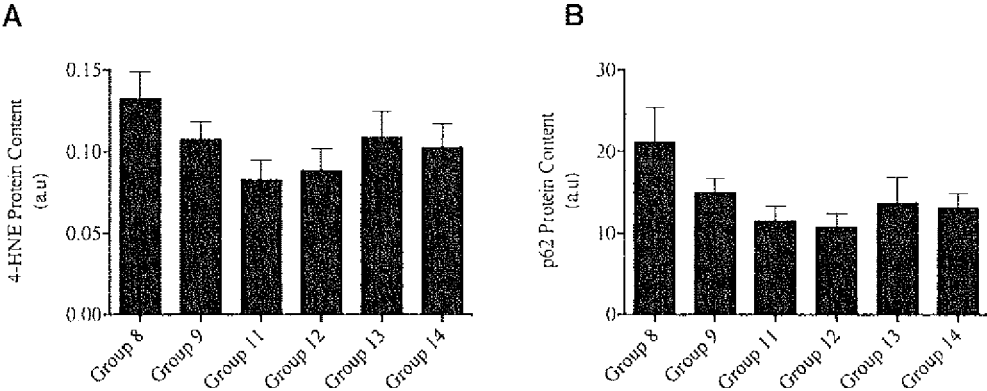 A
4-HNE Protein Content
(a.u)
0.15
0.10
0.05
0.00
Group 8
Group 9
Group 11
Group 12
Group 13
Group 14
B
p62 Protein Content
(a.u)
30
20
10
0
Group 8
Group 9
Group 11
Group 12
Group 13
Group 14